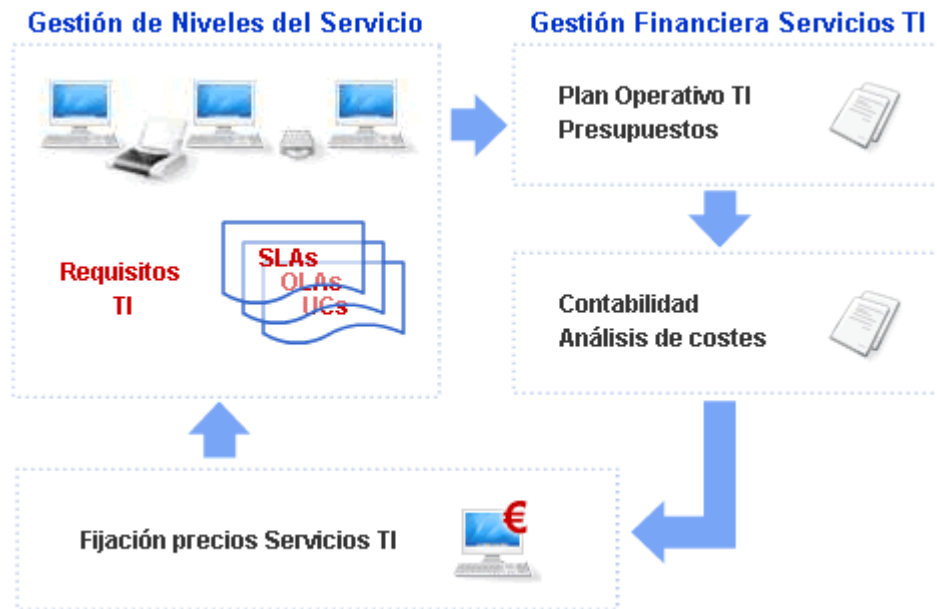 Gestión de Niveles del Servicio
Gestión Financiera Servicios TI
Plan Operativo TI
Presupuestos
Requisitos
TI
SLAs
OLAs
UCs
Contabilidad
Análisis de costes
Fijación precios Servicios TI
€